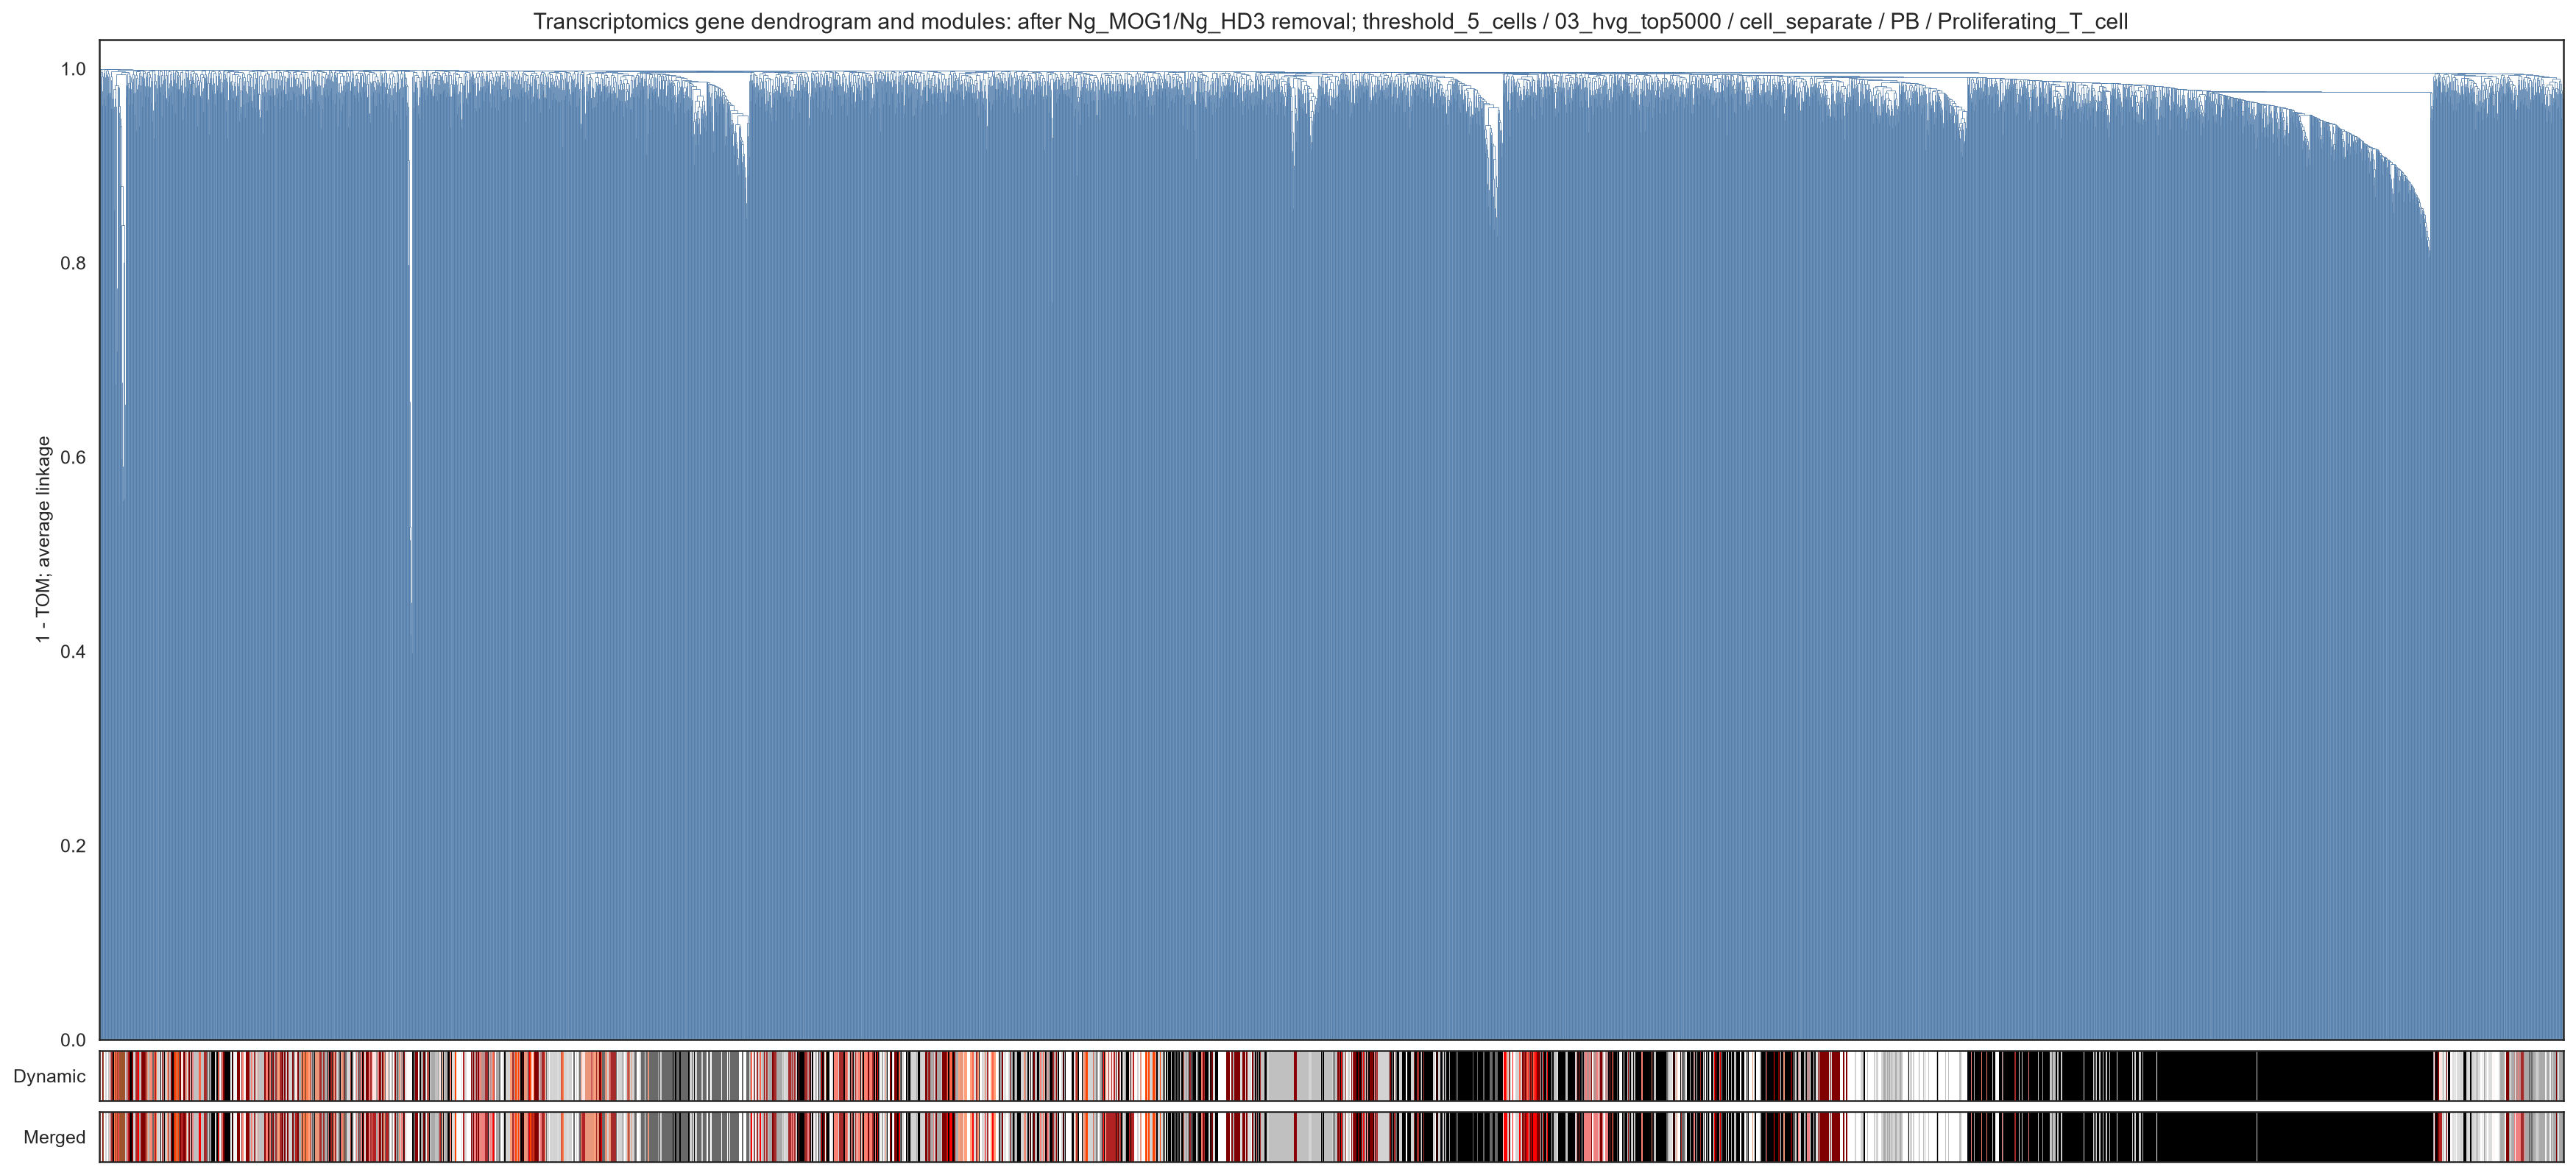 Transcriptomics gene dendrogram and modules: after Ng_MOG1/Ng_HD3 removal; threshold_5_cells / 03_hvg_top5000 / cell_separate / PB / Proliferating_T_cell
1.0
0.8
0.6
0.4
0.2
0.0
1 - TOM; average linkage
Dynamic
Merged